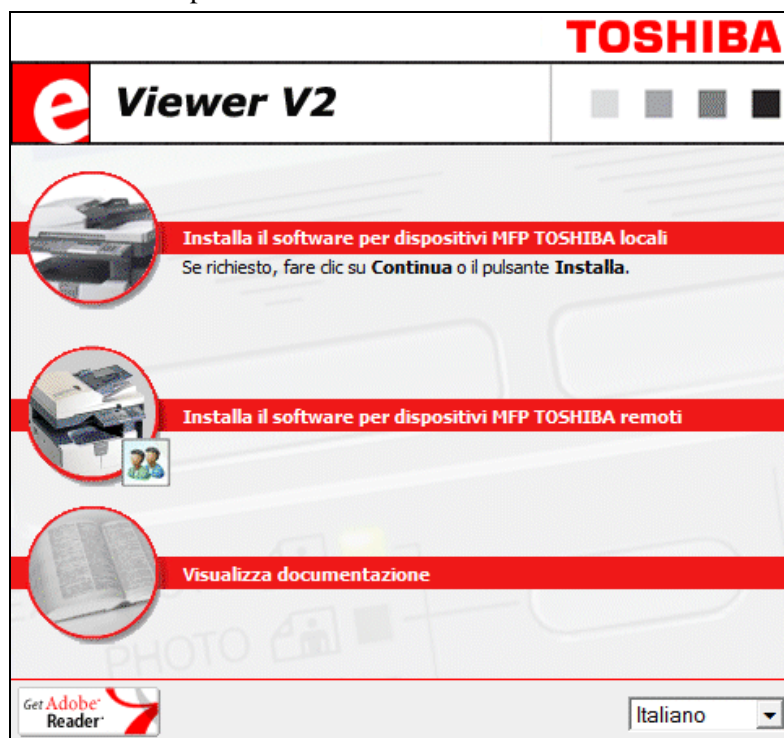 TOSHIBA
e Viewer V2
Installa il software per dispositivi MFP TOSHIBA locali
Se richiesto, fare clic su Continua o il pulsante Installa.
Installa il software per dispositivi MFP TOSHIBA remoti
Visualizza documentazione
PHOTO
Get Adobe
Reader
Italiano